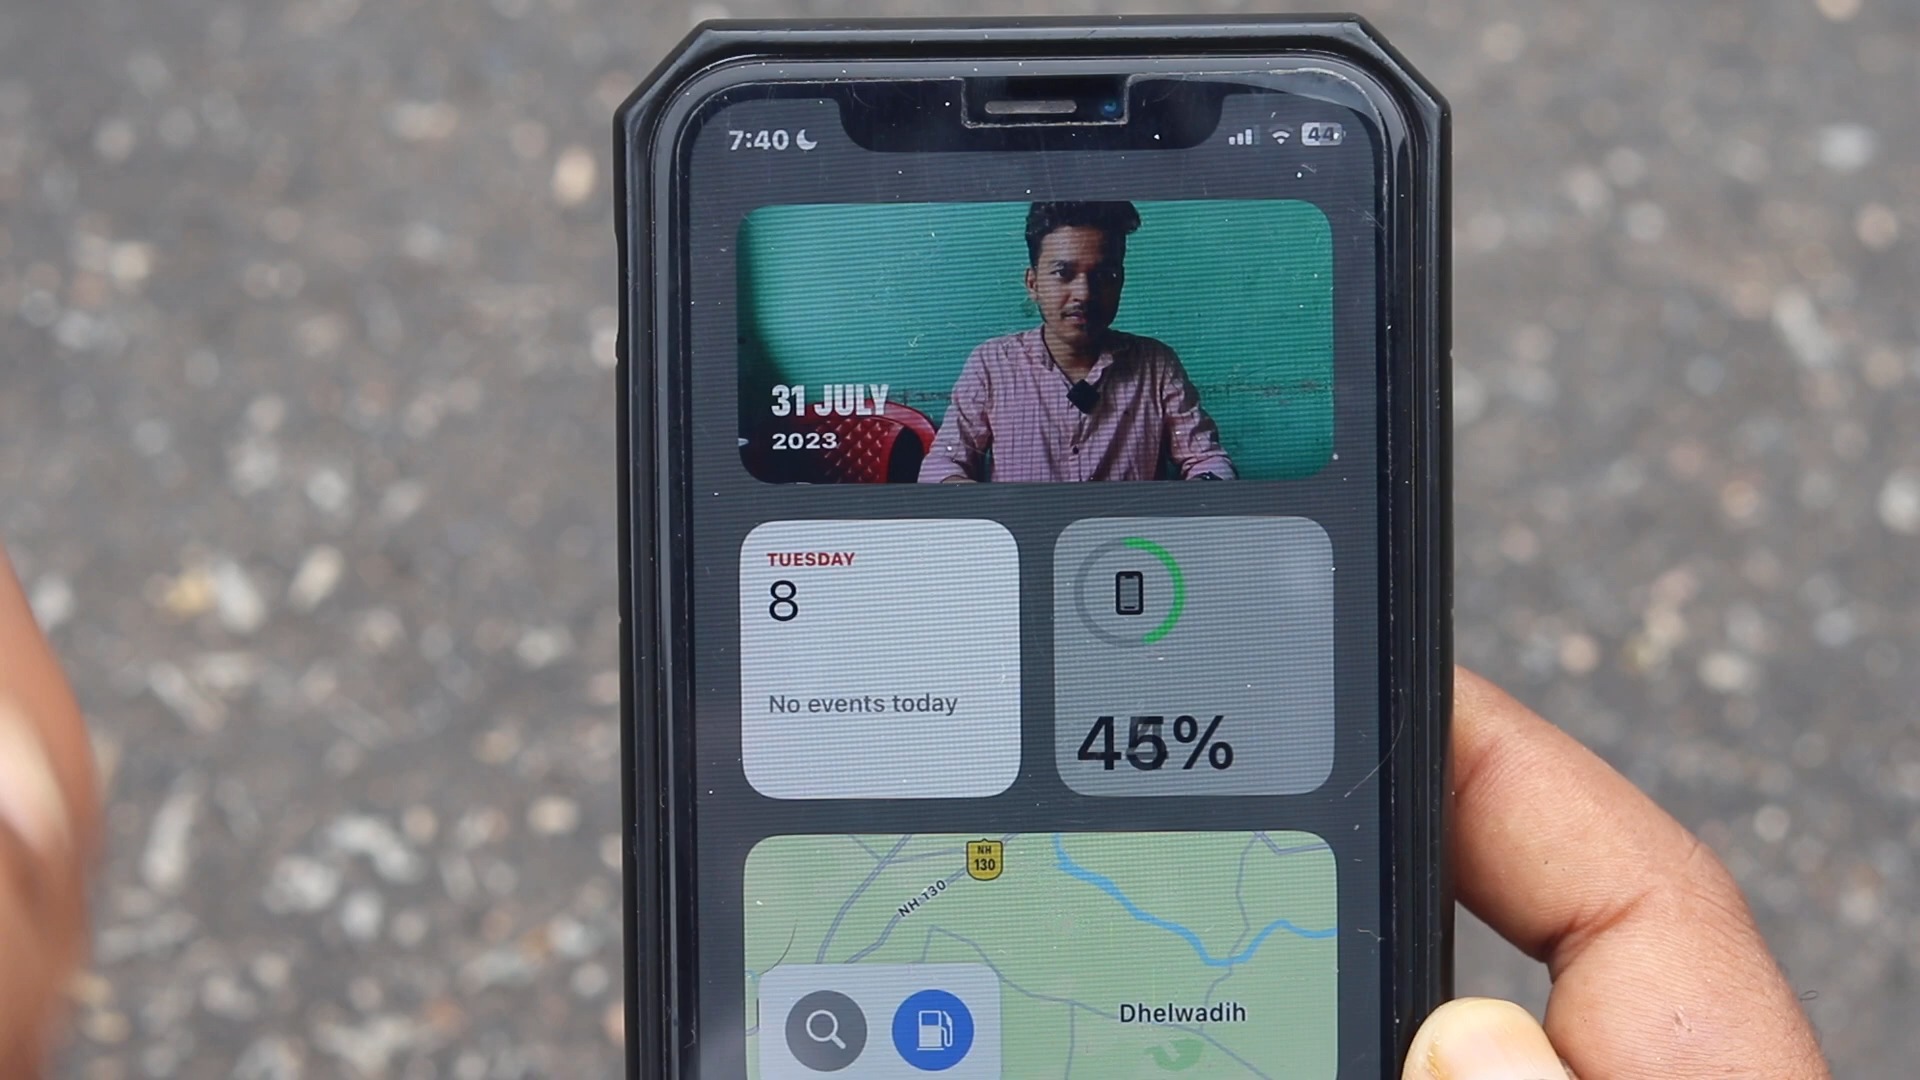 7:40
44
31 JULY
2023
TUESDAY
8
No events today
45%
NH
130
NH 130
Dhelwadih